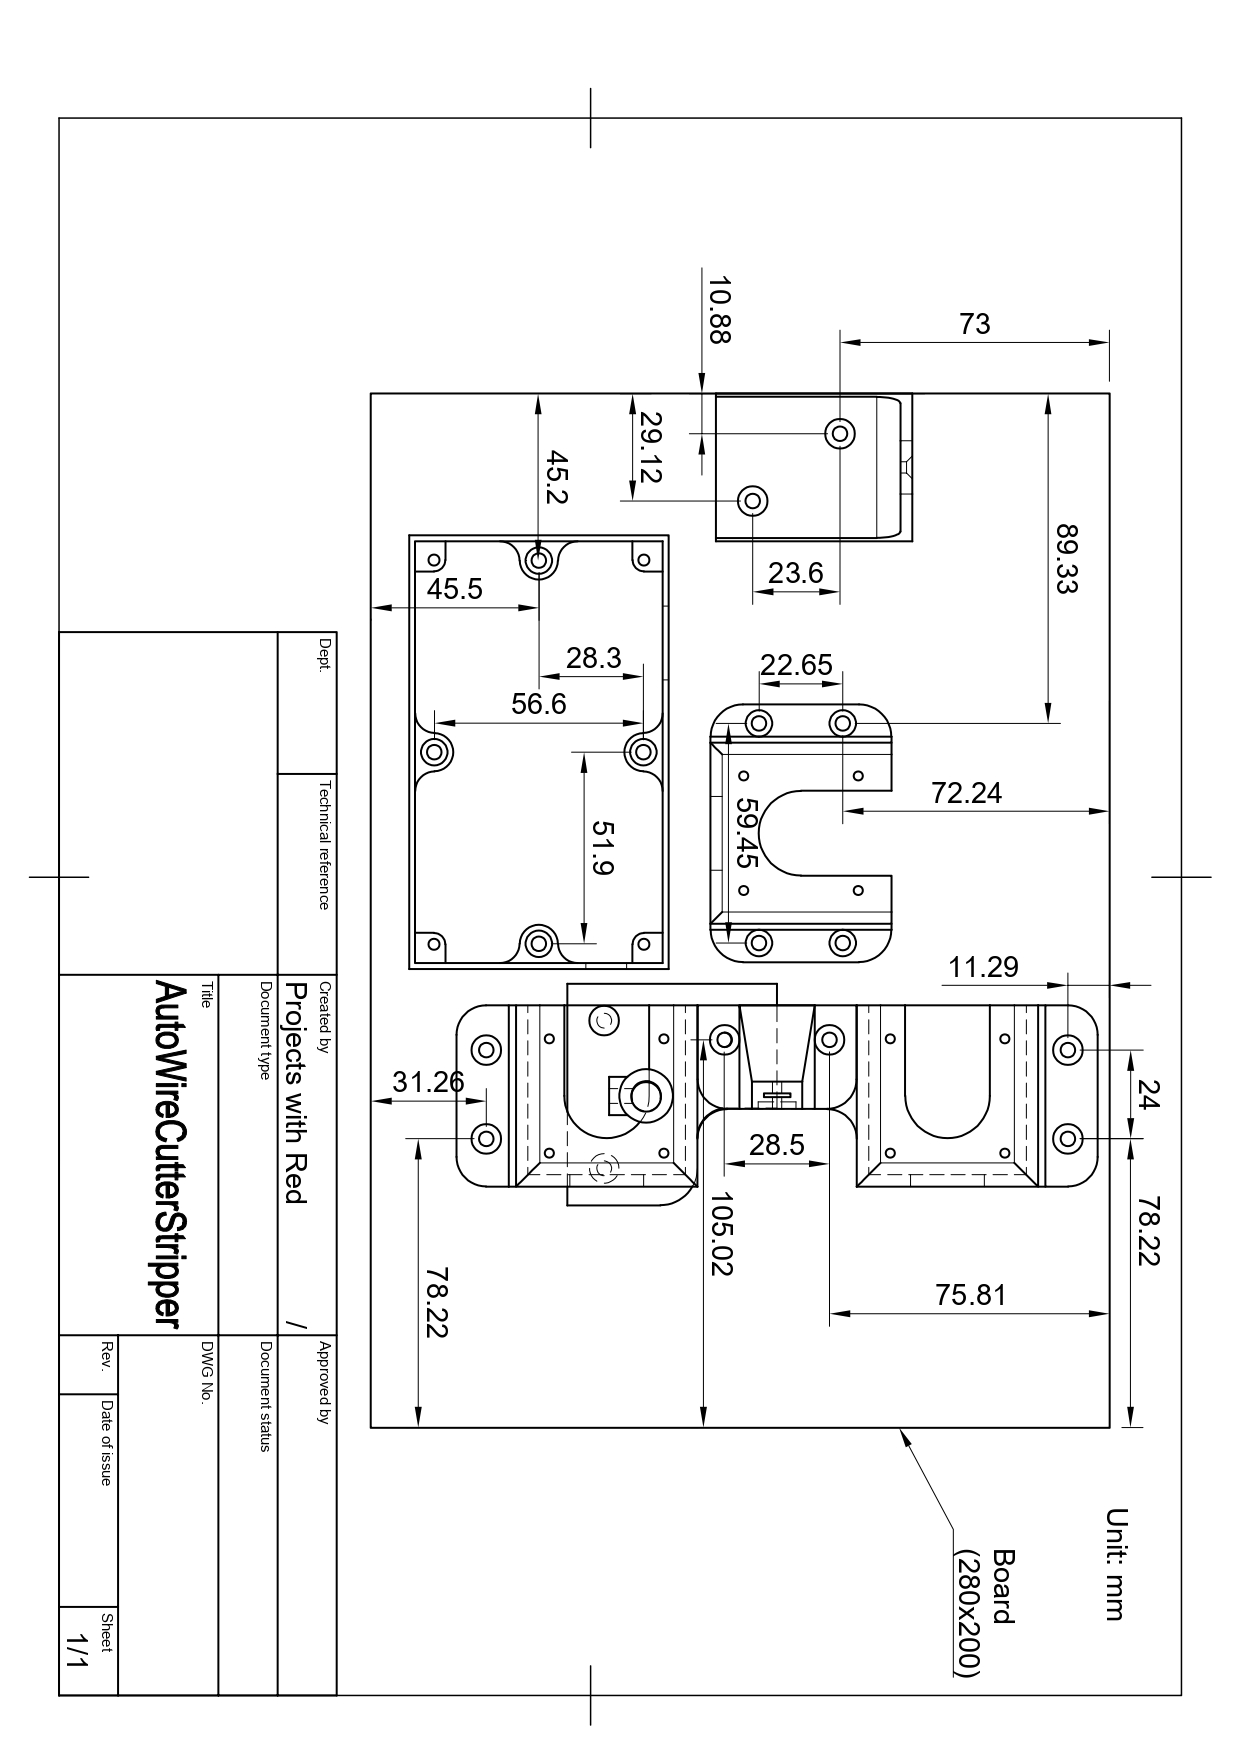 10.88
73
29.12
45.2
89.33
23.6
45.5
28.3
22.65
56.6
72.24
59.45
51.9
11.29
24
31.26
28.5
105.02
78.22
78.22
75.81
Unit: mm
Board
(280x200)
Dept.
Technical reference
Created by
Projects with Red /
Approved by
Document type
Document status
Title
AutoWireCutterStripper
DWG No.
Rev.
Date of issue
Sheet
1/1